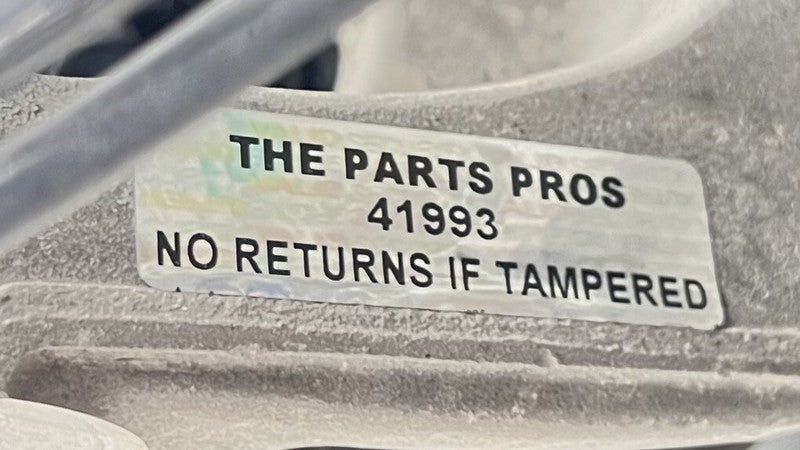 THE PARTS PROS
41993
NO RETURNS IF TAMPERED